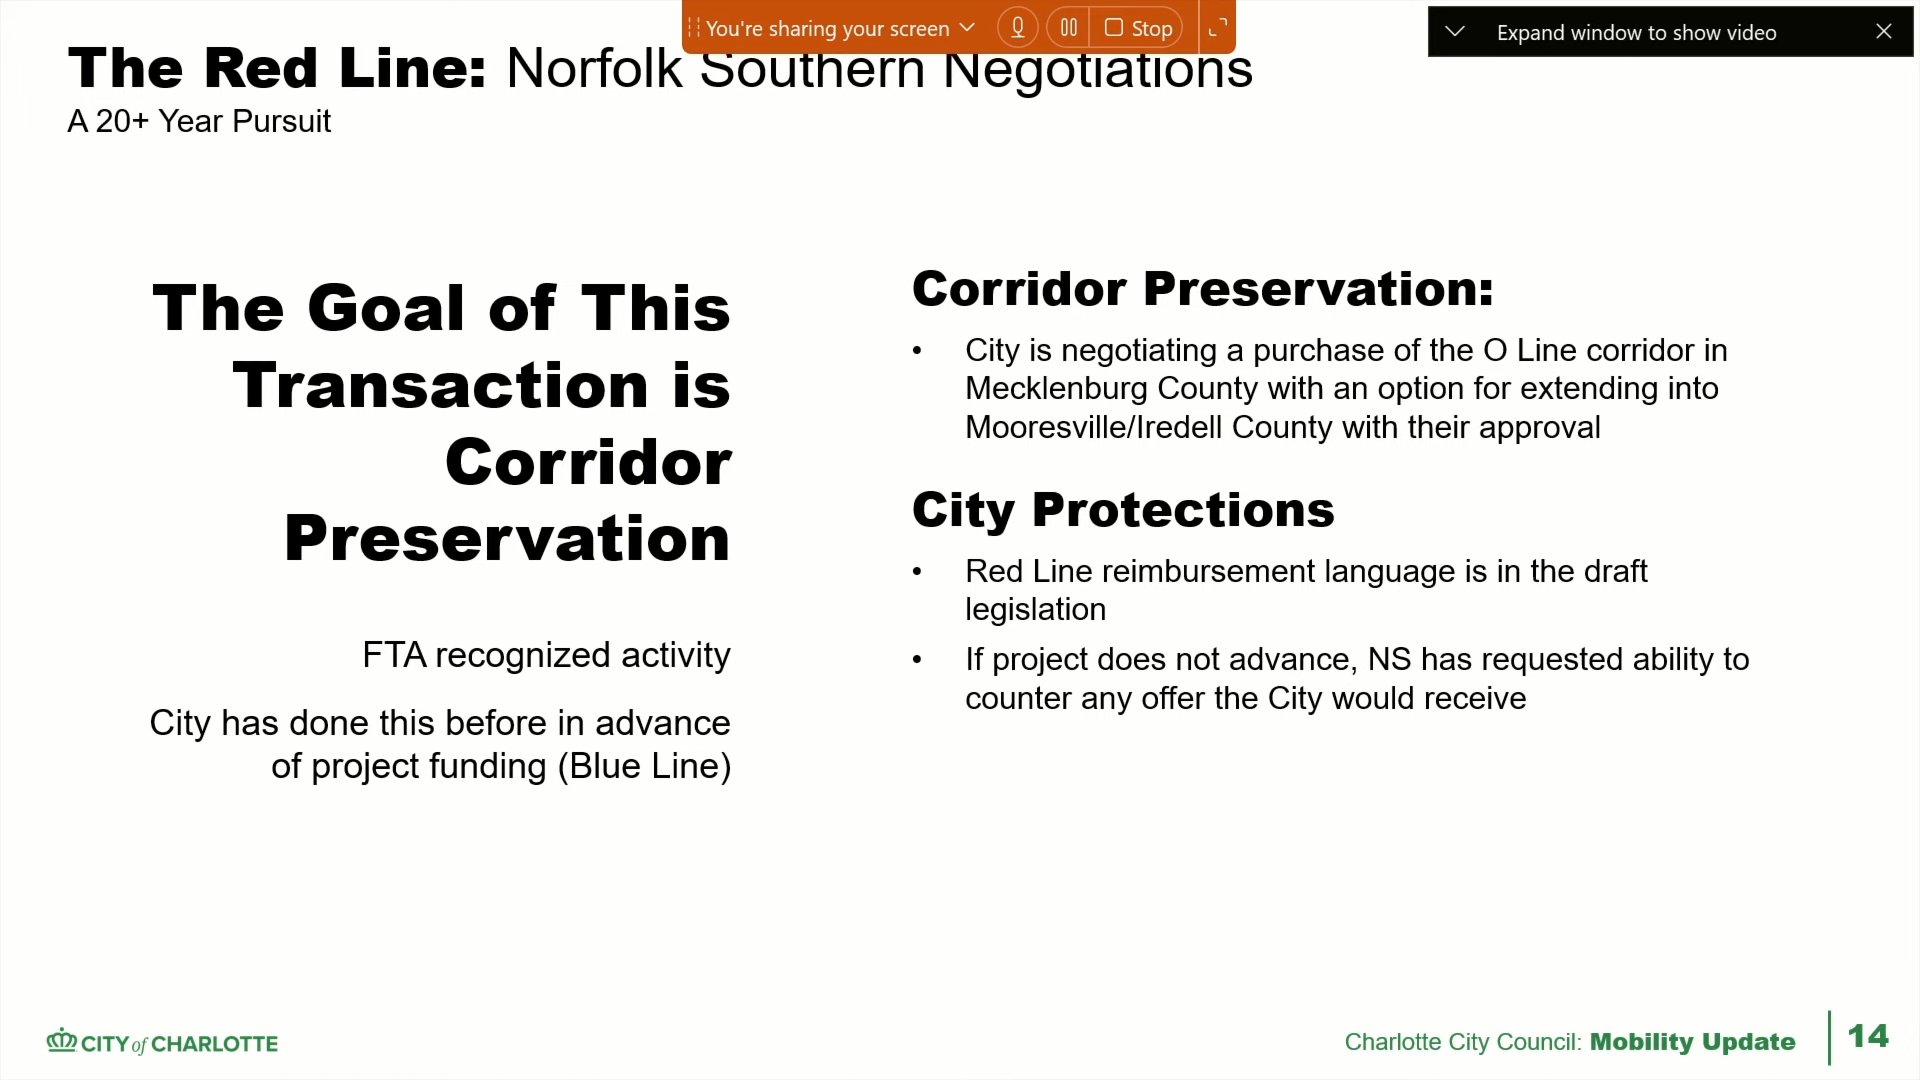 You're sharing your screen
Stop
Expand window to show video
The Red Line: Norfolk Southern Negotiations
A 20+ Year Pursuit
The Goal of This
Transaction is
Corridor
Preservation
FTA recognized activity
City has done this before in advance
of project funding (Blue Line)
Corridor Preservation:
• City is negotiating a purchase of the O Line corridor in
Mecklenburg County with an option for extending into
Mooresville/Iredell County with their approval
City Protections
• Red Line reimbursement language is in the draft
legislation
• If project does not advance, NS has requested ability to
counter any offer the City would receive
CITY of CHARLOTTE
Charlotte City Council: Mobility Update
14